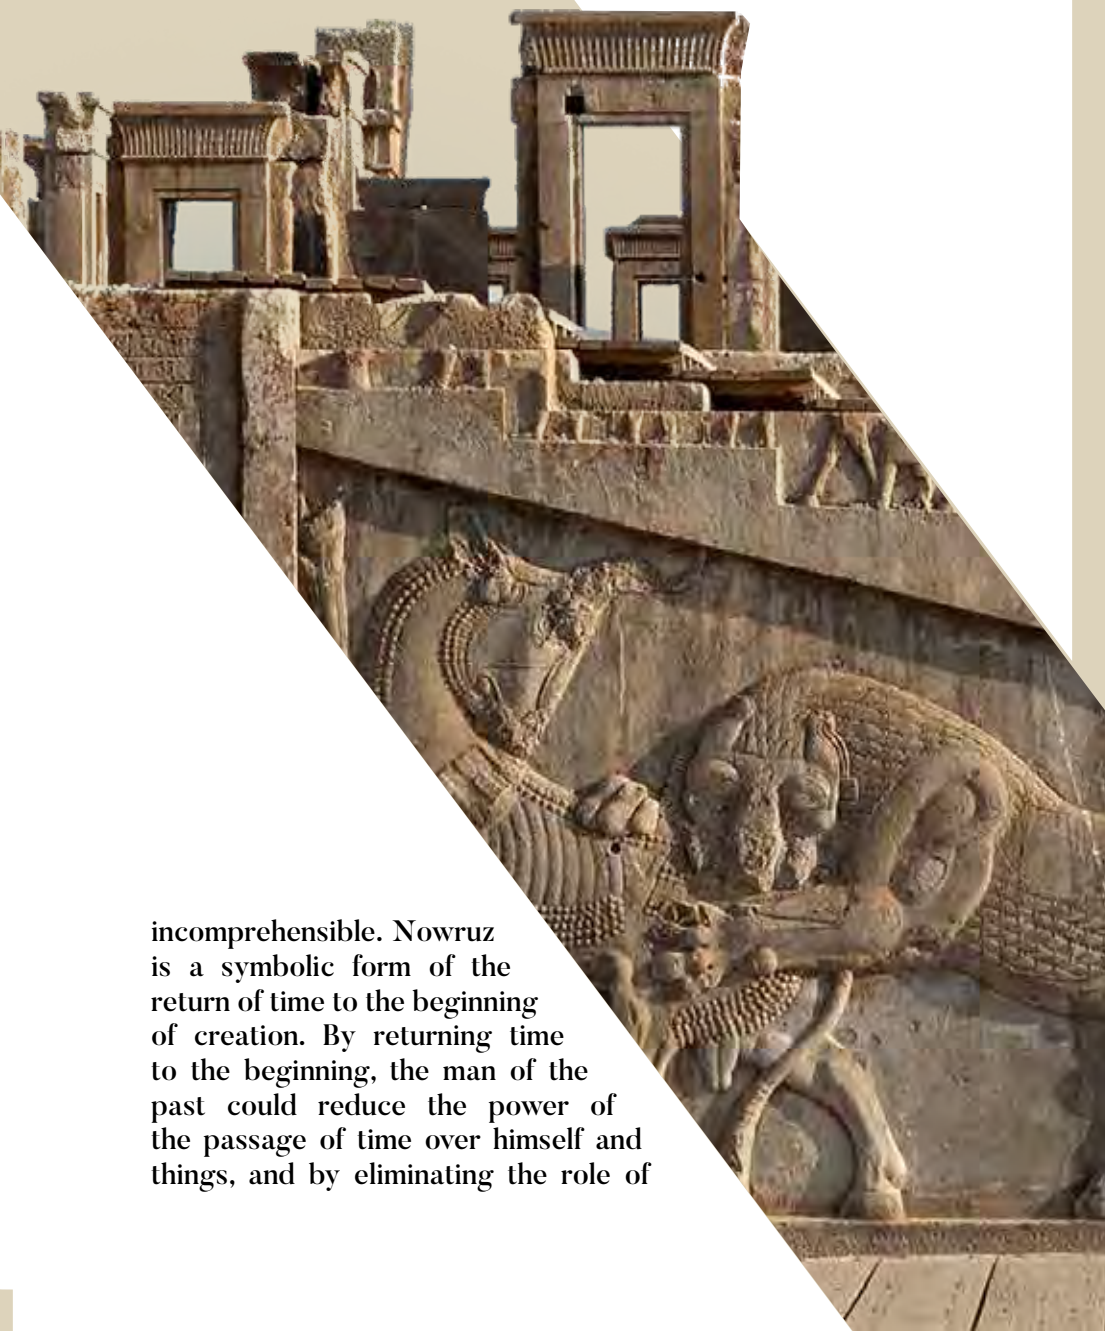 incomprehensible. Nowruz
is a symbolic form of the
return of time to the beginning
of creation. By returning time
to the beginning, the man of the
past could reduce the power of
the passage of time over himself and
things, and by eliminating the role of